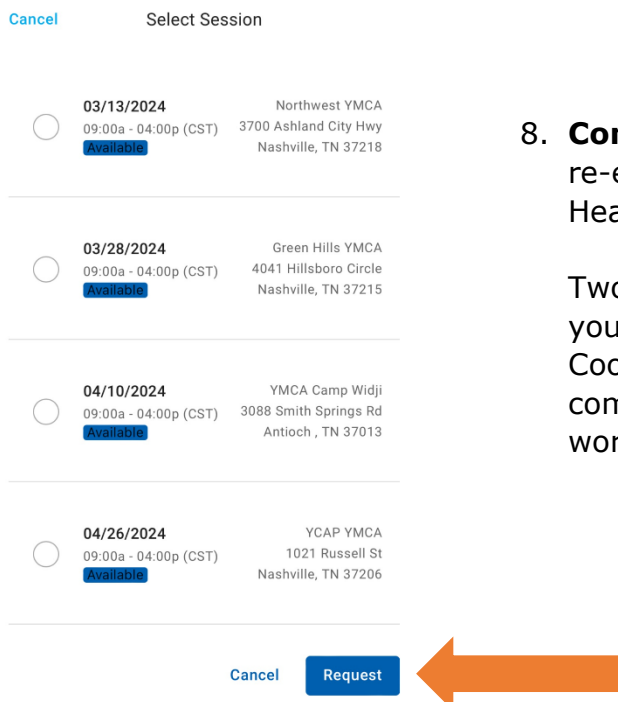 Cancel Select Session
03/13/2024 Northwest YMCA
09:00a - 04:00p (CST) 3700 Ashland City Hwy
Available Nashville, TN 37218
03/28/2024 Green Hills YMCA
09:00a - 04:00p (CST) 4041 Hillsboro Circle
Available Nashville, TN 37215
04/10/2024 YMCA Camp Widji
09:00a - 04:00p (CST) 3088 Smith Springs Rd
Available Antioch , TN 37013
04/26/2024 YCAP YMCA
09:00a - 04:00p (CST) 1021 Russell St
Available Nashville, TN 37206
Cancel Request
8.